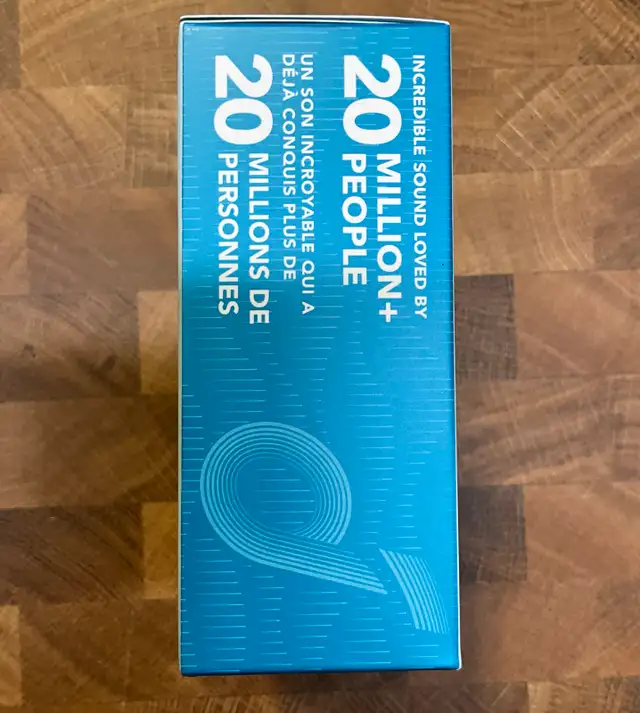 INCREDIBLE SOUND LOVED BY
20 MILLION+
PEOPLE
UN SON INCROYABLE QUI A
DÉJÀ CONQUIS PLUS DE
20 MILLIONS DE
PERSONNES